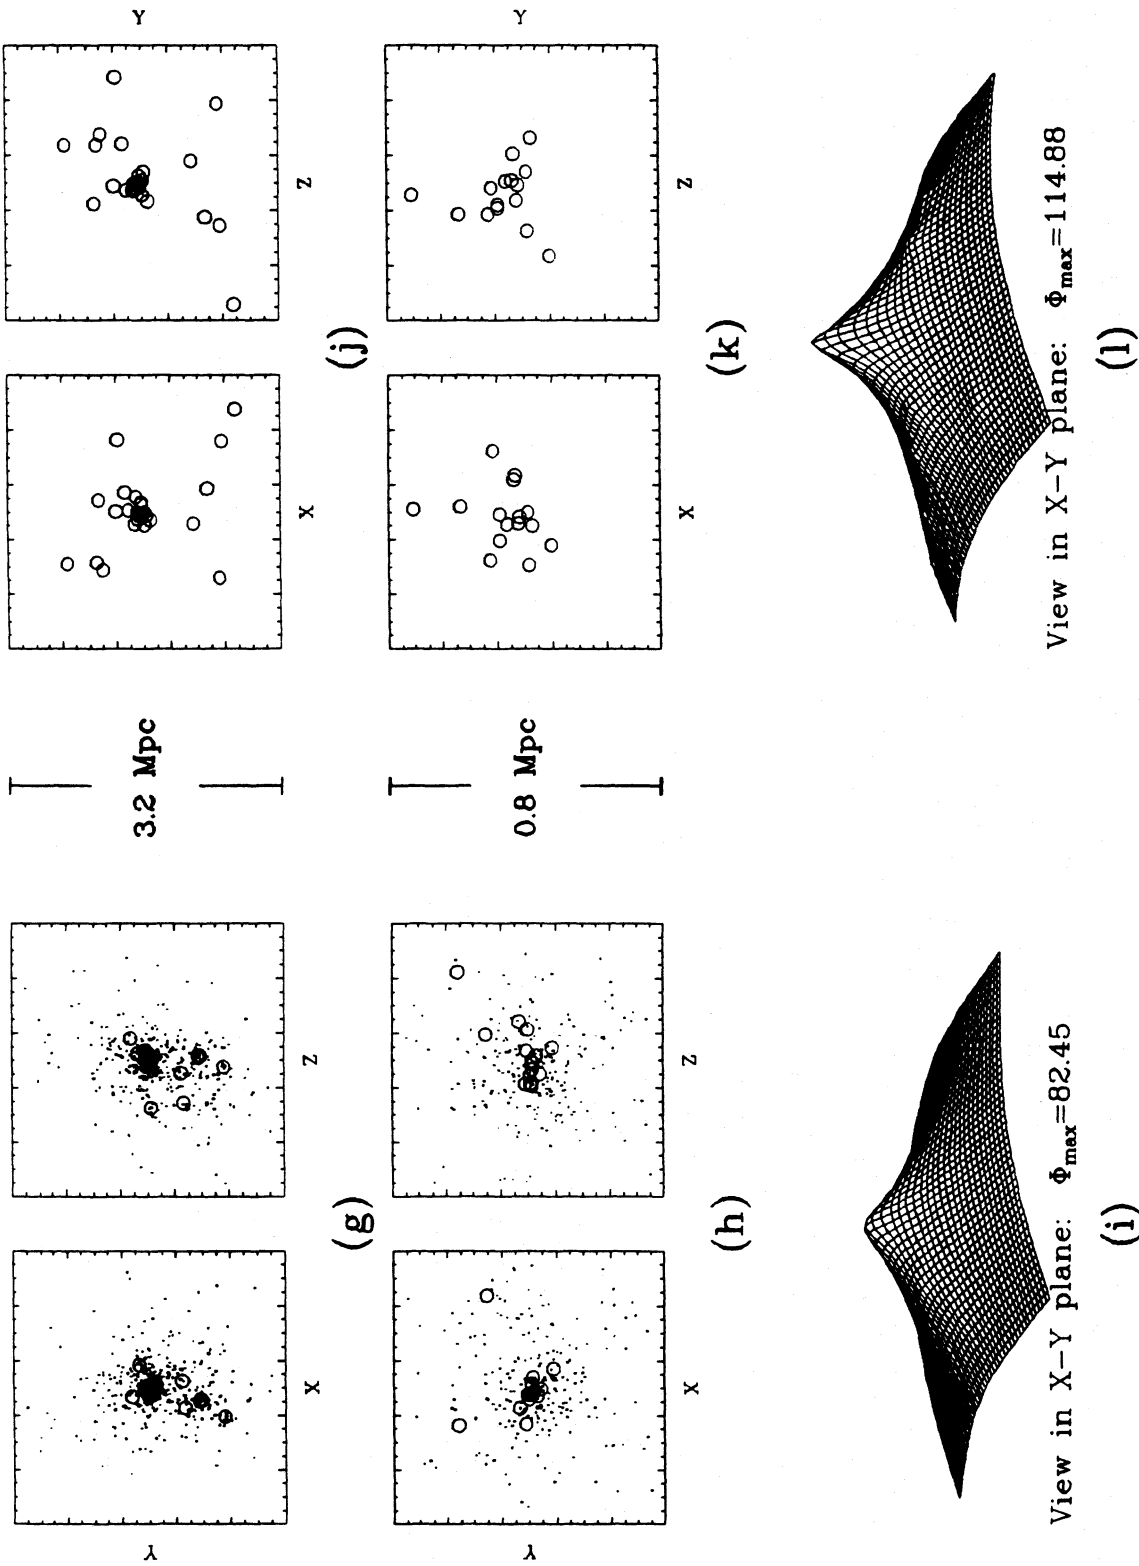 Y
Y
Z
X
(j)
Z
X
(k)
View in X-Y plane: Φmax=114.88
(l)
3.2 Mpc
0.8 Mpc
Z
X
(g)
Z
X
(h)
View in X-Y plane: Φmax=82.45
(i)
Y
Y